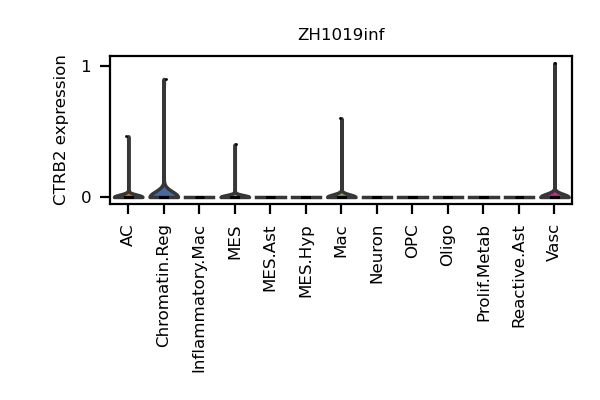 ZH1019inf
CTRB2 expression
1
0
AC
Chromatin.Reg
Inflammatory.Mac
MES
MES.Ast
MES.Hyp
Mac
Neuron
OPC
Oligo
Prolif.Metab
Reactive.Ast
Vasc